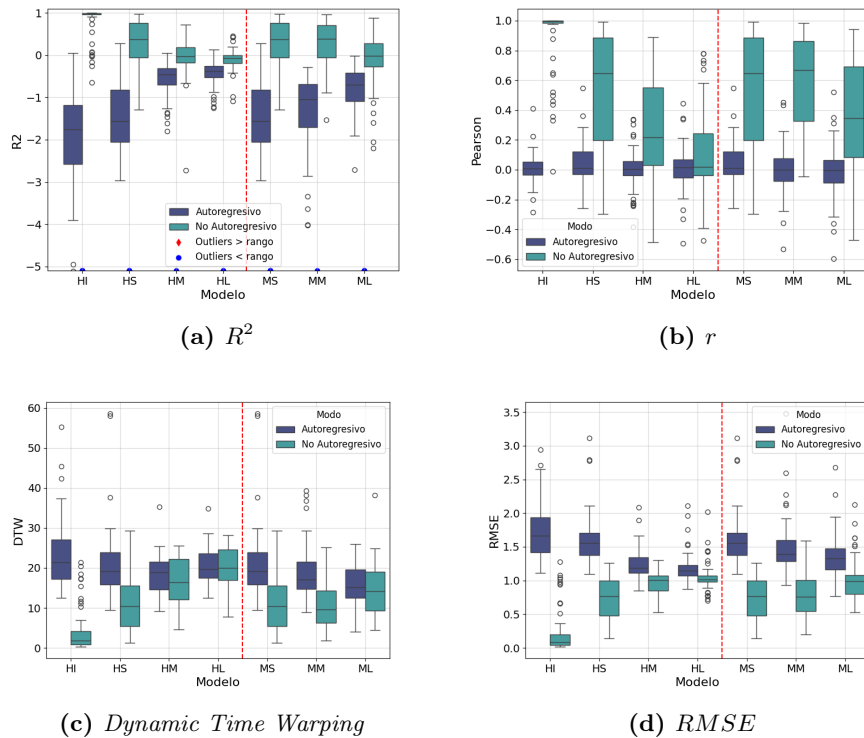 1
0
−1
−2
−3
−4
−5
R2
HI HS HM HL MS MM ML
Modelo
Autoregresivo
No Autoregresivo
Outliers > rango
Outliers < rango
(a) R²
1.0
0.8
0.6
0.4
0.2
0.0
−0.2
−0.4
−0.6
Pearson
HI HS HM HL MS MM ML
Modelo
Modo
Autoregresivo
No Autoregresivo
(b) r
60
50
40
30
20
10
0
DTW
HI HS HM HL MS MM ML
Modelo
Modo
Autoregresivo
No Autoregresivo
(c) Dynamic Time Warping
3.5
3.0
2.5
2.0
1.5
1.0
0.5
0.0
RMSE
HI HS HM HL MS MM ML
Modelo
Modo
Autoregresivo
No Autoregresivo
(d) RMSE